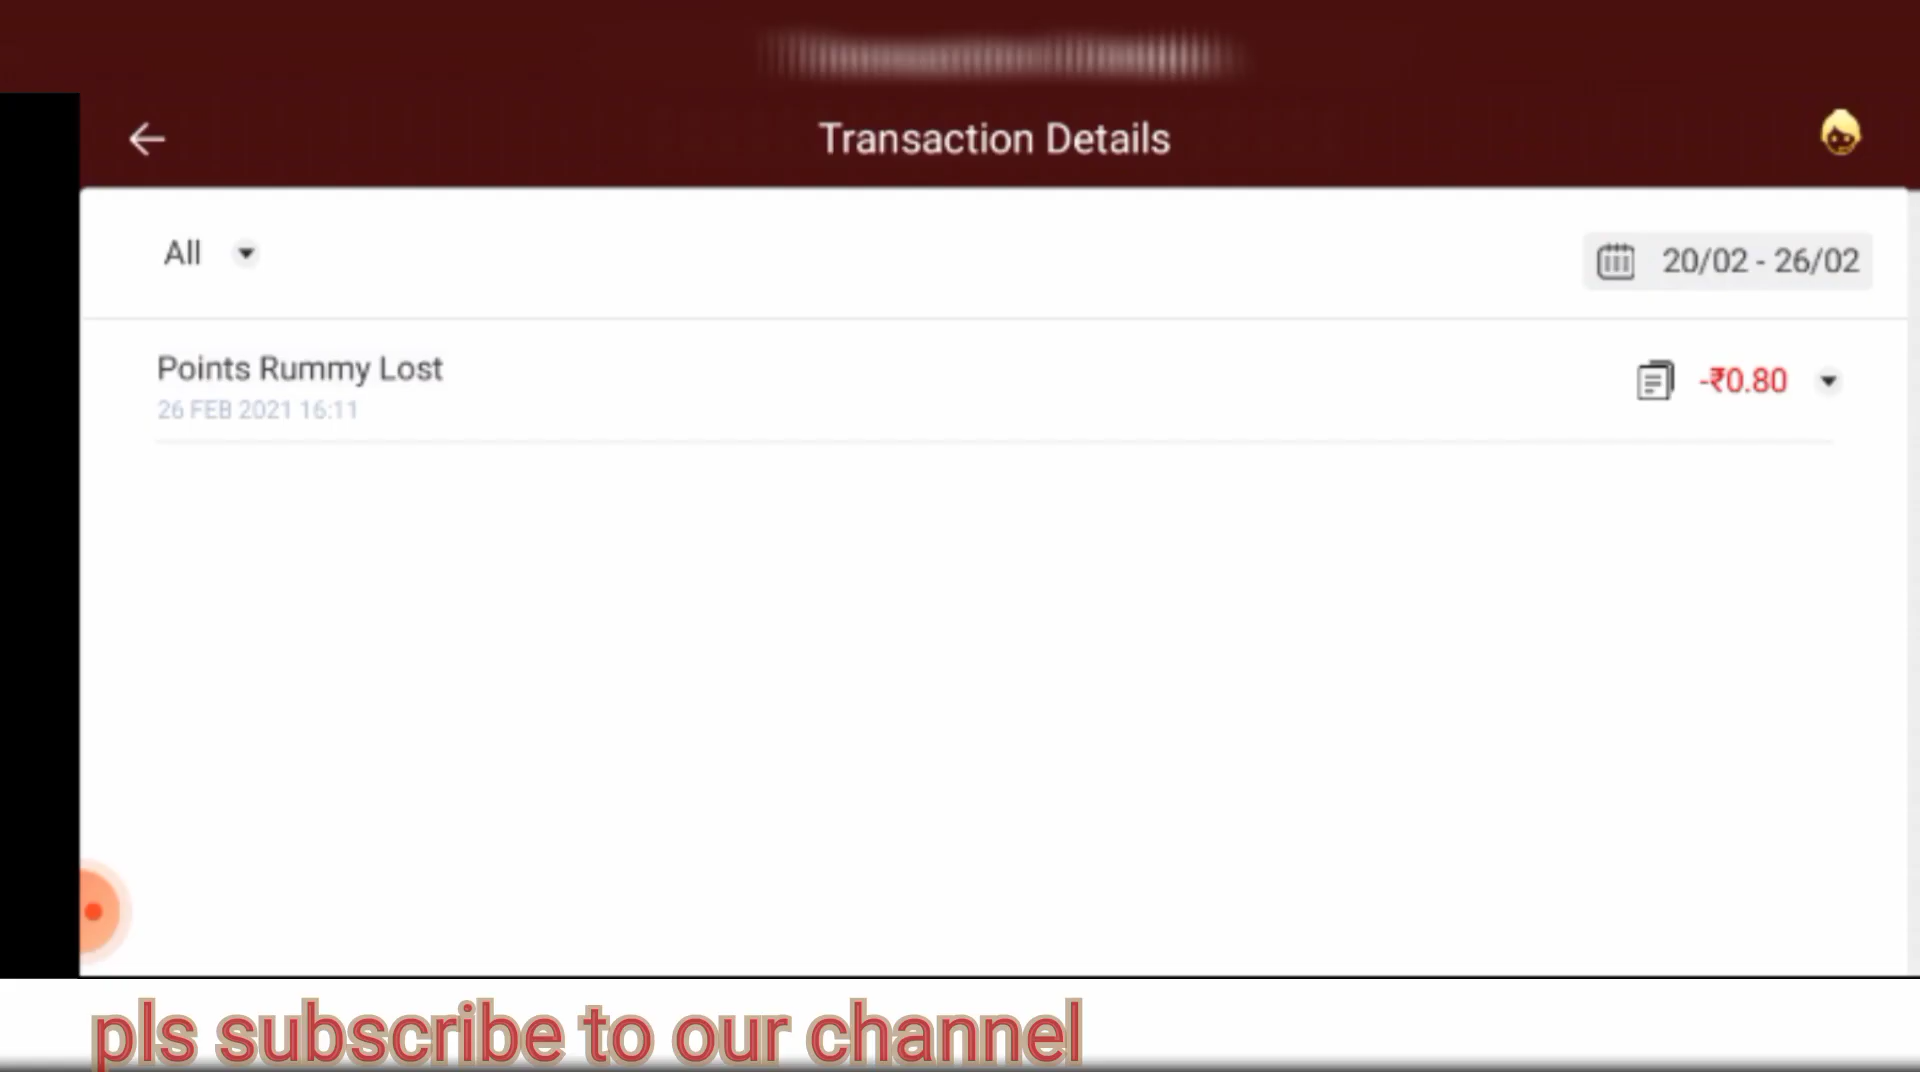 Transaction Details
All
20/02 - 26/02
Points Rummy Lost
-₹0.80
26 FEB 2021 16:11
pls subscribe to our channel